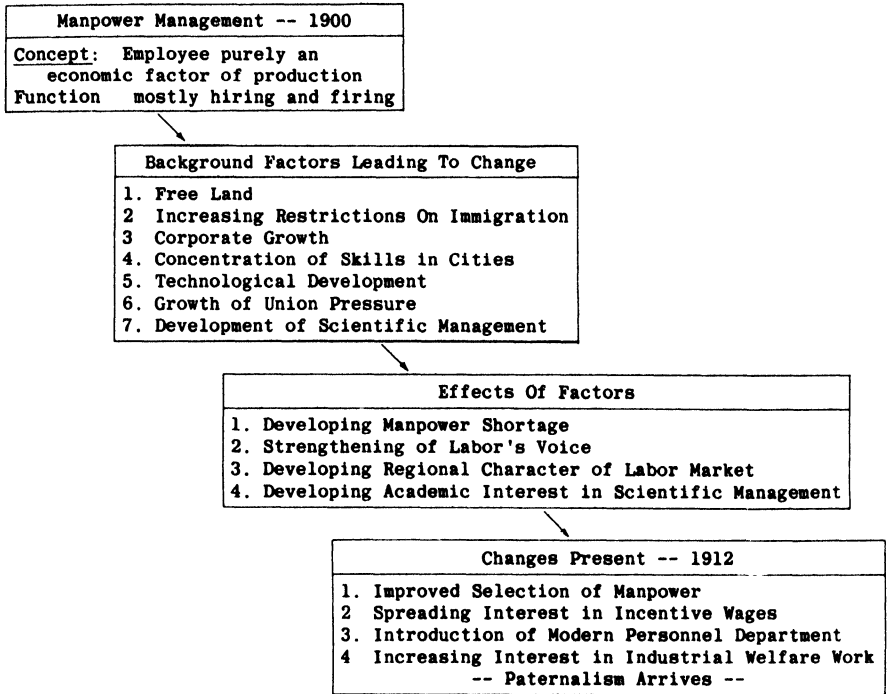 Manpower Management -- 1900
Concept: Employee purely an
economic factor of production
Function mostly hiring and firing
Background Factors Leading To Change
1. Free Land
2 Increasing Restrictions On Immigration
3 Corporate Growth
4. Concentration of Skills in Cities
5. Technological Development
6. Growth of Union Pressure
7. Development of Scientific Management
Effects Of Factors
1. Developing Manpower Shortage
2. Strengthening of Labor's Voice
3. Developing Regional Character of Labor Market
4. Developing Academic Interest in Scientific Management
Changes Present -- 1912
1. Improved Selection of Manpower
2 Spreading Interest in Incentive Wages
3. Introduction of Modern Personnel Department
4 Increasing Interest in Industrial Welfare Work
-- Paternalism Arrives --